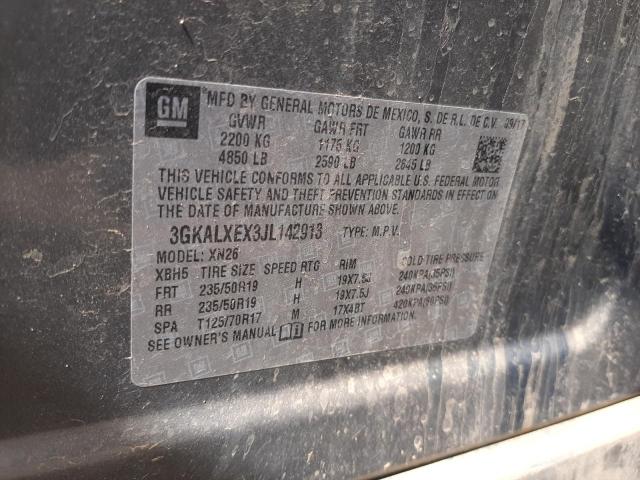 GM MFD BY GENERAL MOTORS DE MEXICO, S. DE R.L. DE C.V. 09/17
GVWR GAWR FRT GAWR RR
2200 KG 1175 KG 1200 KG
4850 LB 2590 LB 2645 LB
THIS VEHICLE CONFORMS TO ALL APPLICABLE U.S. FEDERAL MOTOR
VEHICLE SAFETY AND THEFT PREVENTION STANDARDS IN EFFECT ON
THE DATE OF MANUFACTURE SHOWN ABOVE.
3GKALXEX3JL142913 TYPE: M.P.V.
MODEL: XN26
XBH5 TIRE SIZE SPEED RTG RIM COLD TIRE PRESSURE
FRT 235/50R19 H 19X7.5J 240KPA(35PSI)
RR 235/50R19 H 19X7.5J 240KPA(35PSI)
SPA T125/70R17 M 17X4BT 420KPA(60PSI)
SEE OWNER'S MANUAL FOR MORE INFORMATION.